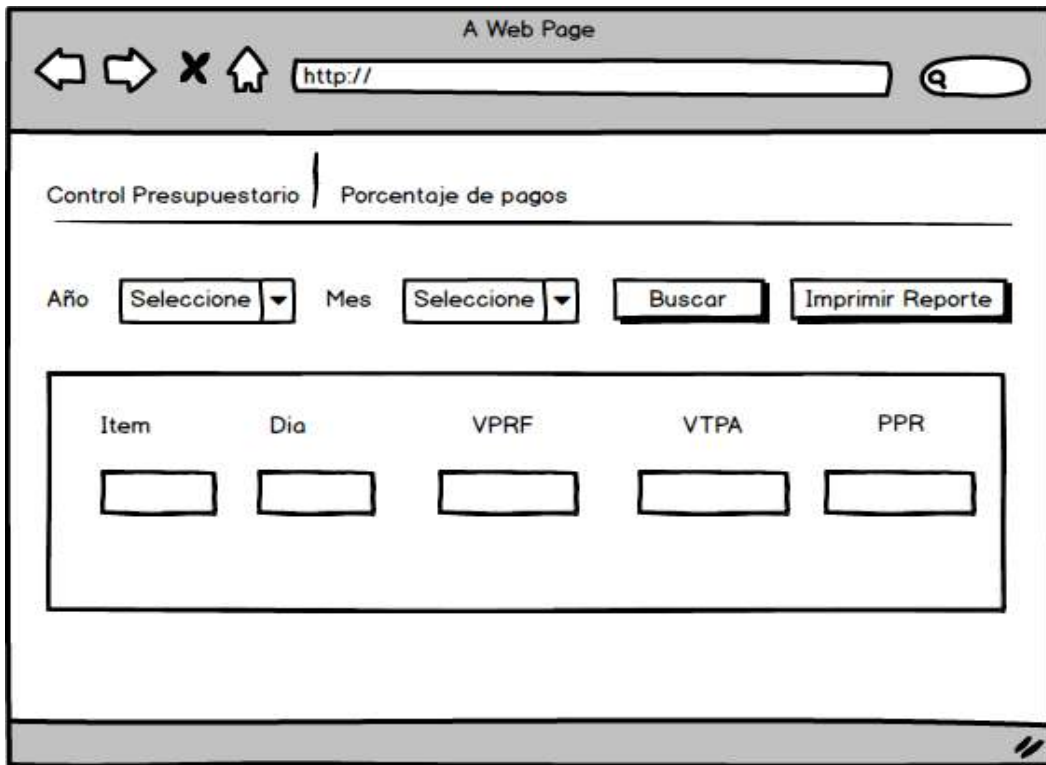 A Web Page
http://
Control Presupuestario Porcentaje de pagos
Año Seleccione Mes Seleccione Buscar Imprimir Reporte
Item Dia VPRF VTPA PPR